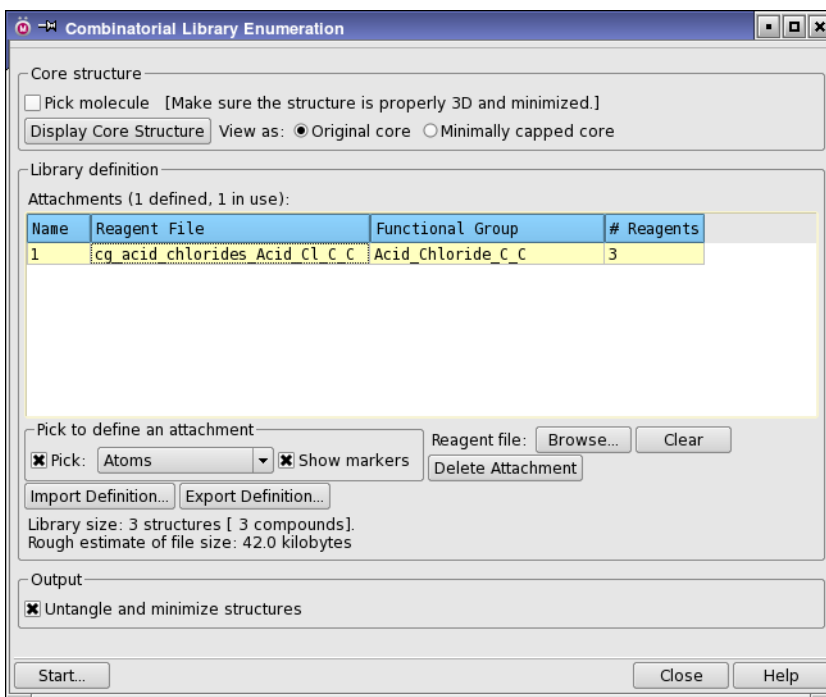 Combinatorial Library Enumeration
Core structure
Pick molecule [Make sure the structure is properly 3D and minimized.]
Display Core Structure View as: Original core Minimally capped core
Library definition
Attachments (1 defined, 1 in use):
Name Reagent File Functional Group # Reagents
1 cg_acid_chlorides_Acid_Cl_C_C Acid_Chloride_C_C 3
Pick to define an attachment
Pick: Atoms Show markers
Reagent file: Browse... Clear
Delete Attachment
Import Definition... Export Definition...
Library size: 3 structures [ 3 compounds].
Rough estimate of file size: 42.0 kilobytes
Output
Untangle and minimize structures
Start... Close Help